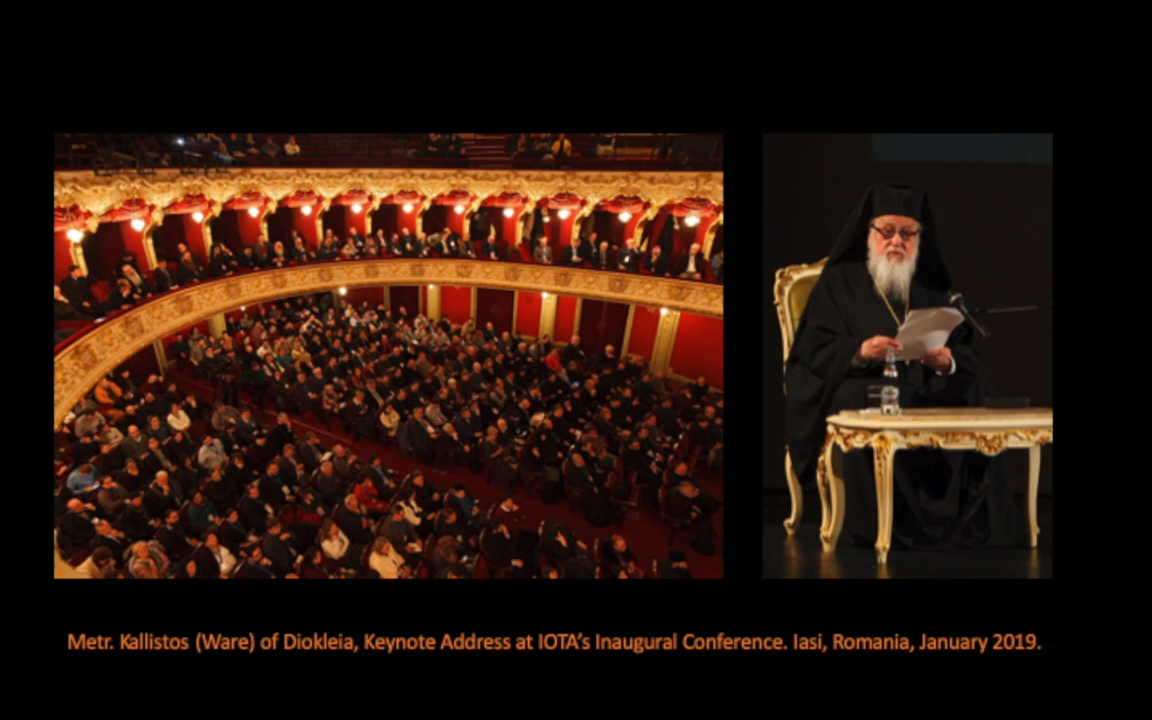 Metr. Kallistos (Ware) of Diokleia, Keynote Address at IOTA's Inaugural Conference. Iasi, Romania, January 2019.